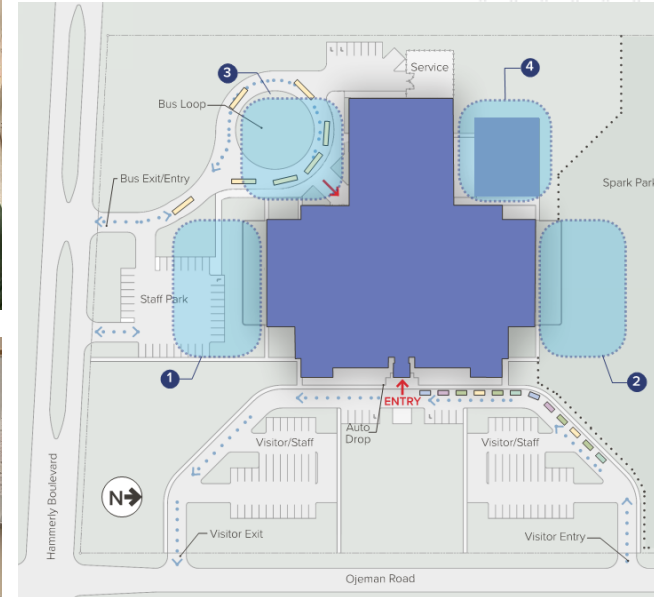 Service
3
4
Bus Loop
Bus Exit/Entry
Spark Park
Staff Park
1
2
ENTRY
Auto
Drop
Visitor/Staff
Visitor/Staff
N
Hammerly Boulevard
Visitor Exit
Visitor Entry
Ojeman Road